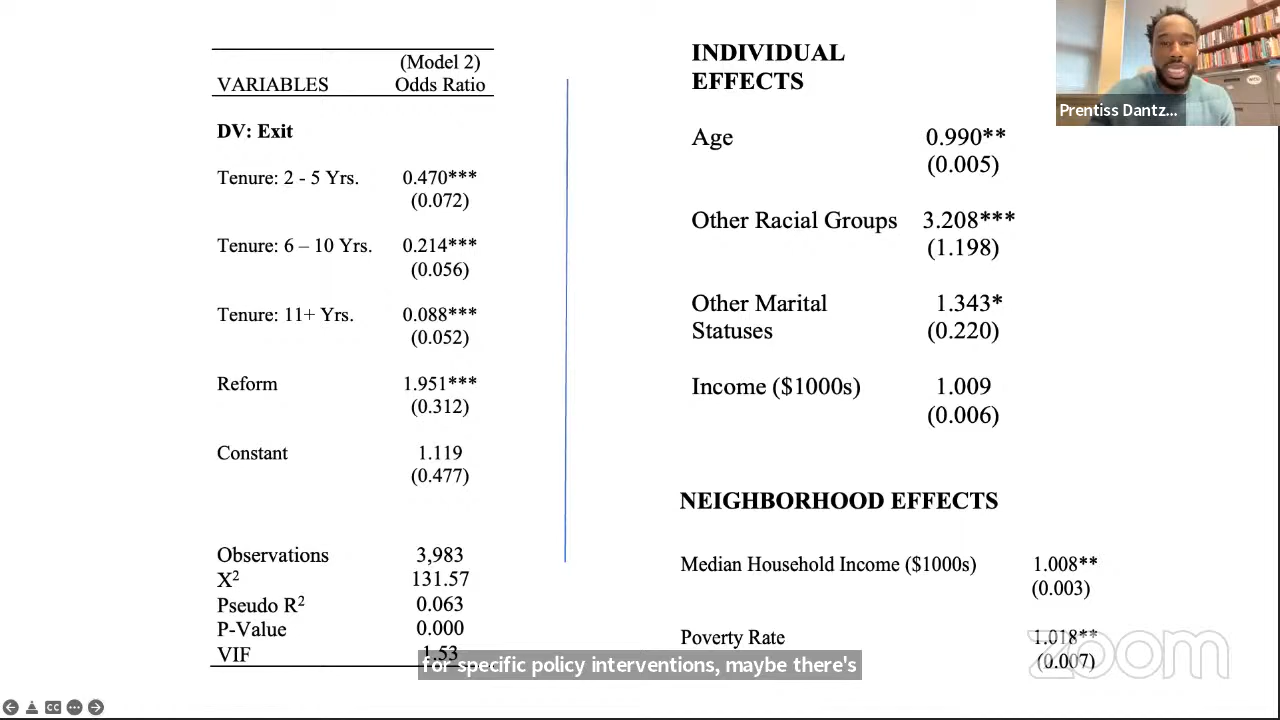 (Model 2)
VARIABLES Odds Ratio
DV: Exit
Tenure: 2 - 5 Yrs. 0.470***
(0.072)
Tenure: 6 – 10 Yrs. 0.214***
(0.056)
Tenure: 11+ Yrs. 0.088***
(0.052)
Reform 1.951***
(0.312)
Constant 1.119
(0.477)
Observations 3,983
X² 131.57
Pseudo R² 0.063
P-Value 0.000
VIF 1.53
INDIVIDUAL
EFFECTS
Age 0.990**
(0.005)
Other Racial Groups 3.208***
(1.198)
Other Marital 1.343*
Statuses (0.220)
Income ($1000s) 1.009
(0.006)
NEIGHBORHOOD EFFECTS
Median Household Income ($1000s) 1.008**
(0.003)
Poverty Rate 1.018**
(0.007)
Prentiss Dantz...
for specific policy interventions, maybe there's
zoom
CC